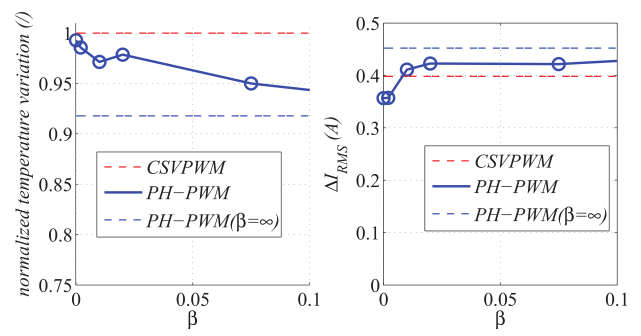 normalized temperature variation (/)
1
0.95
0.9
0.85
0.8
0.75
0
0.05
0.1
β
CSVPWM
PH−PWM
PH−PWM(β=∞)
ΔI_RMS (A)
0.5
0.4
0.3
0.2
0.1
0
0
0.05
0.1
β
CSVPWM
PH−PWM
PH−PWM(β=∞)